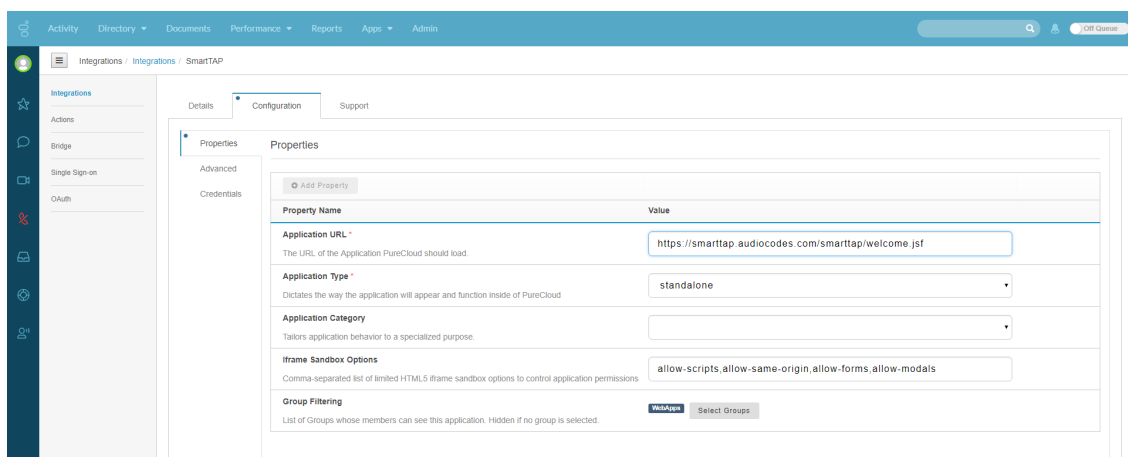 Activity Directory Documents Performance Reports Apps Admin Off Queue
Integrations / Integrations / SmartTAP
Integrations
Actions
Bridge
Single Sign-on
OAuth
Details Configuration Support
Properties
Advanced
Credentials
Properties
Add Property
Property Name Value
Application URL *
The URL of the Application PureCloud should load.
https://smarttap.audiocodes.com/smarttap/welcome.jsf
Application Type *
Dictates the way the application will appear and function inside of PureCloud
standalone
Application Category
Tailors application behavior to a specialized purpose.
Iframe Sandbox Options
Comma-separated list of limited HTML5 iframe sandbox options to control application permissions
allow-scripts,allow-same-origin,allow-forms,allow-modals
Group Filtering
List of Groups whose members can see this application. Hidden if no group is selected.
WebApps Select Groups